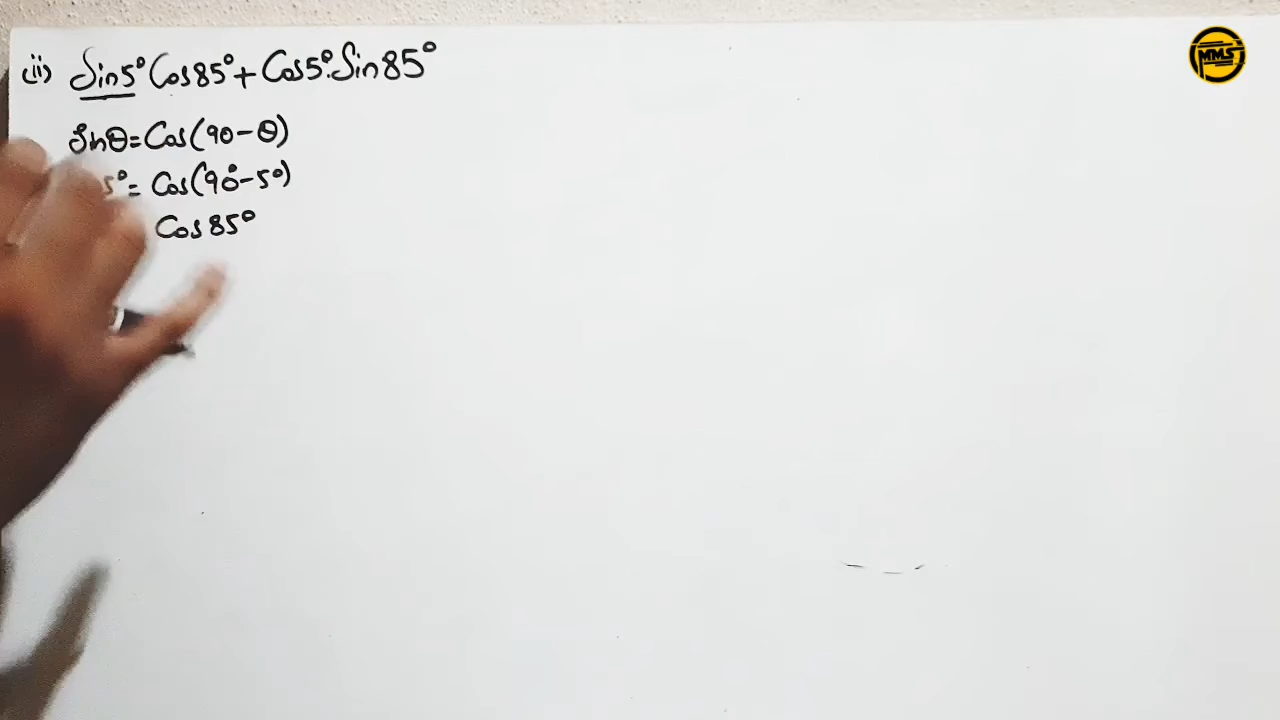 (ii) Sin5° Cos85° + Cos5°. Sin85°
Sinθ = Cos(90 - θ)
5° = Cos(90° - 5°)
Cos85°
MMS